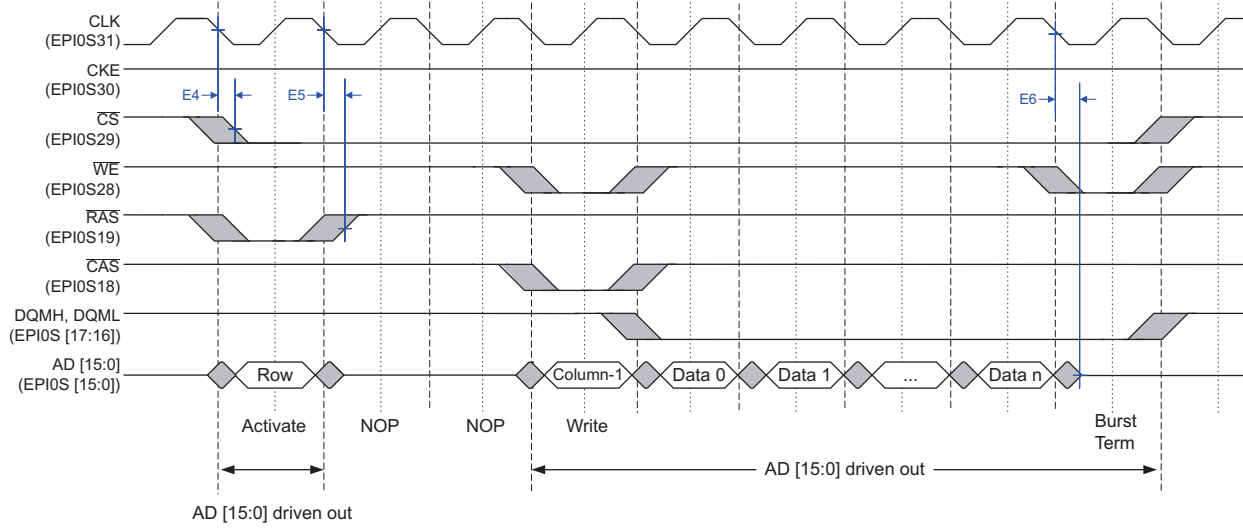 CLK
(EPI0S31)
CKE
(EPI0S30)
E4
E5
E6
CS
(EPI0S29)
WE
(EPI0S28)
RAS
(EPI0S19)
CAS
(EPI0S18)
DQMH, DQML
(EPI0S [17:16])
AD [15:0]
(EPI0S [15:0])
Row
Column-1
Data 0
Data 1
...
Data n
Activate
NOP
NOP
Write
Burst
Term
AD [15:0] driven out
AD [15:0] driven out